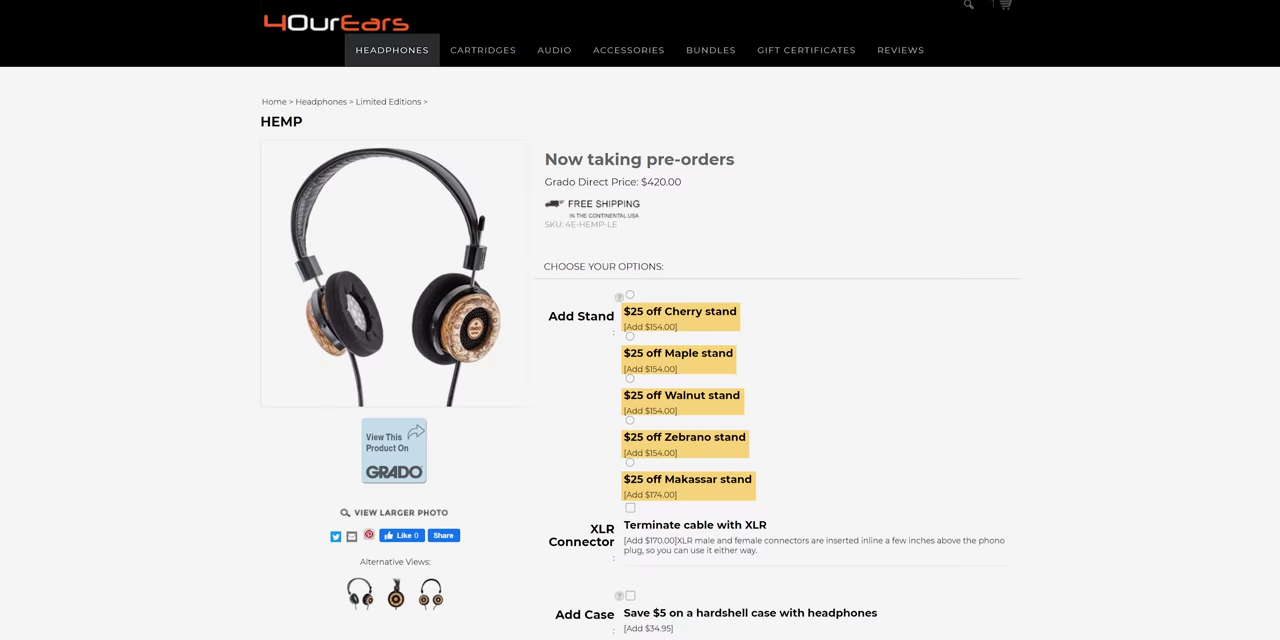 4OurEars
HEADPHONES CARTRIDGES AUDIO ACCESSORIES BUNDLES GIFT CERTIFICATES REVIEWS
Home > Headphones > Limited Editions >
HEMP
Now taking pre-orders
Grado Direct Price: $420.00
FREE SHIPPING
IN THE CONTINENTAL USA
SKU: 4E-HEMP-LE
CHOOSE YOUR OPTIONS:
Add Stand
:
$25 off Cherry stand
[Add $154.00]
$25 off Maple stand
[Add $154.00]
$25 off Walnut stand
[Add $154.00]
$25 off Zebrano stand
[Add $154.00]
$25 off Makassar stand
[Add $174.00]
XLR
Connector
:
Terminate cable with XLR
[Add $170.00]XLR male and female connectors are inserted inline a few inches above the phono
plug, so you can use it either way.
Add Case
:
Save $5 on a hardshell case with headphones
[Add $34.95]
GRADO
View This
Product On
GRADO
VIEW LARGER PHOTO
Like 0 Share
Alternative Views: